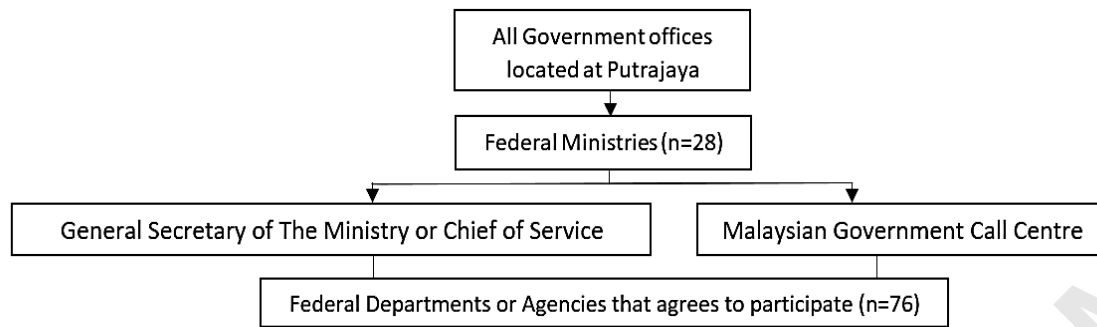 All Government offices
located at Putrajaya
Federal Ministries (n=28)
General Secretary of The Ministry or Chief of Service
Malaysian Government Call Centre
Federal Departments or Agencies that agrees to participate (n=76)